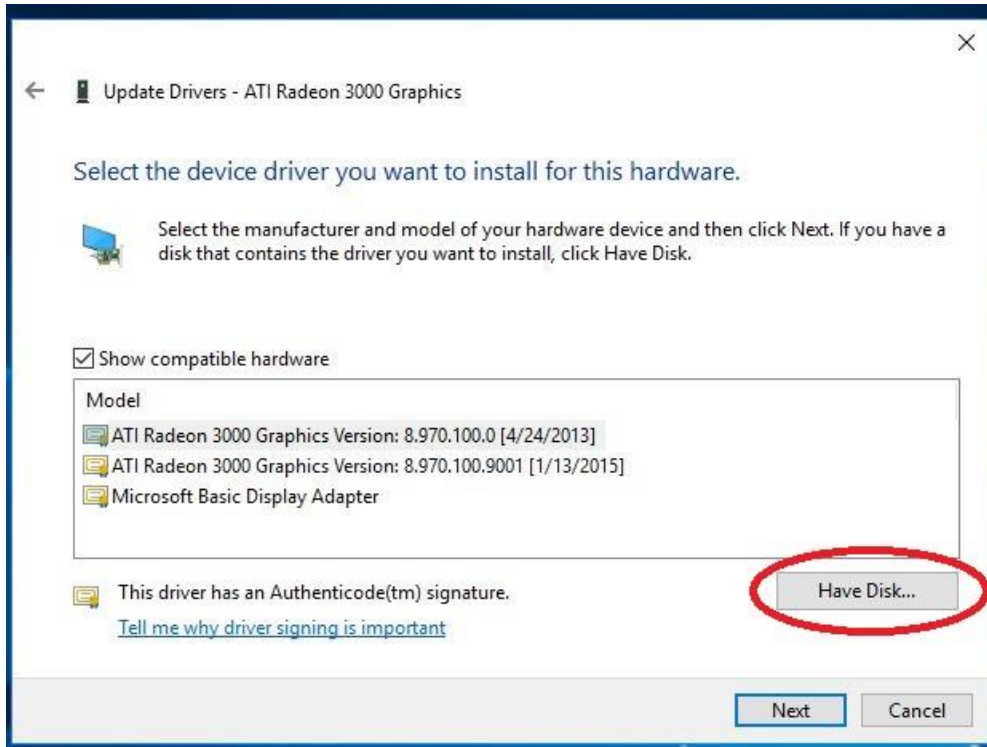 Update Drivers - ATI Radeon 3000 Graphics
Select the device driver you want to install for this hardware.
Select the manufacturer and model of your hardware device and then click Next. If you have a
disk that contains the driver you want to install, click Have Disk.
Show compatible hardware
Model
ATI Radeon 3000 Graphics Version: 8.970.100.0 [4/24/2013]
ATI Radeon 3000 Graphics Version: 8.970.100.9001 [1/13/2015]
Microsoft Basic Display Adapter
This driver has an Authenticode(tm) signature.
Have Disk...
Tell me why driver signing is important
Next
Cancel